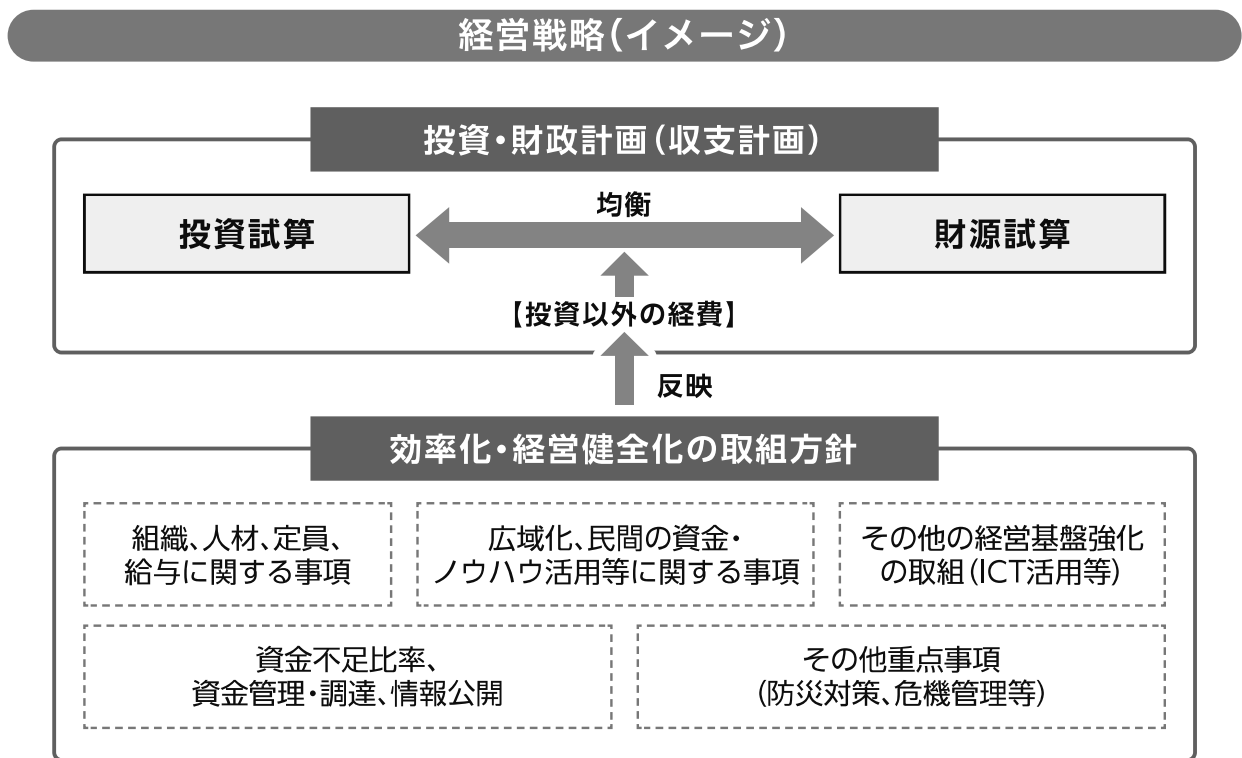 経営戦略(イメージ)
投資・財政計画(収支計画)
均衡
投資試算
財源試算
【投資以外の経費】
反映
効率化・経営健全化の取組方針
組織、人材、定員、
給与に関する事項
広域化、民間の資金・
ノウハウ活用等に関する事項
その他の経営基盤強化
の取組(ICT活用等)
資金不足比率、
資金管理・調達、情報公開
その他重点事項
(防災対策、危機管理等)